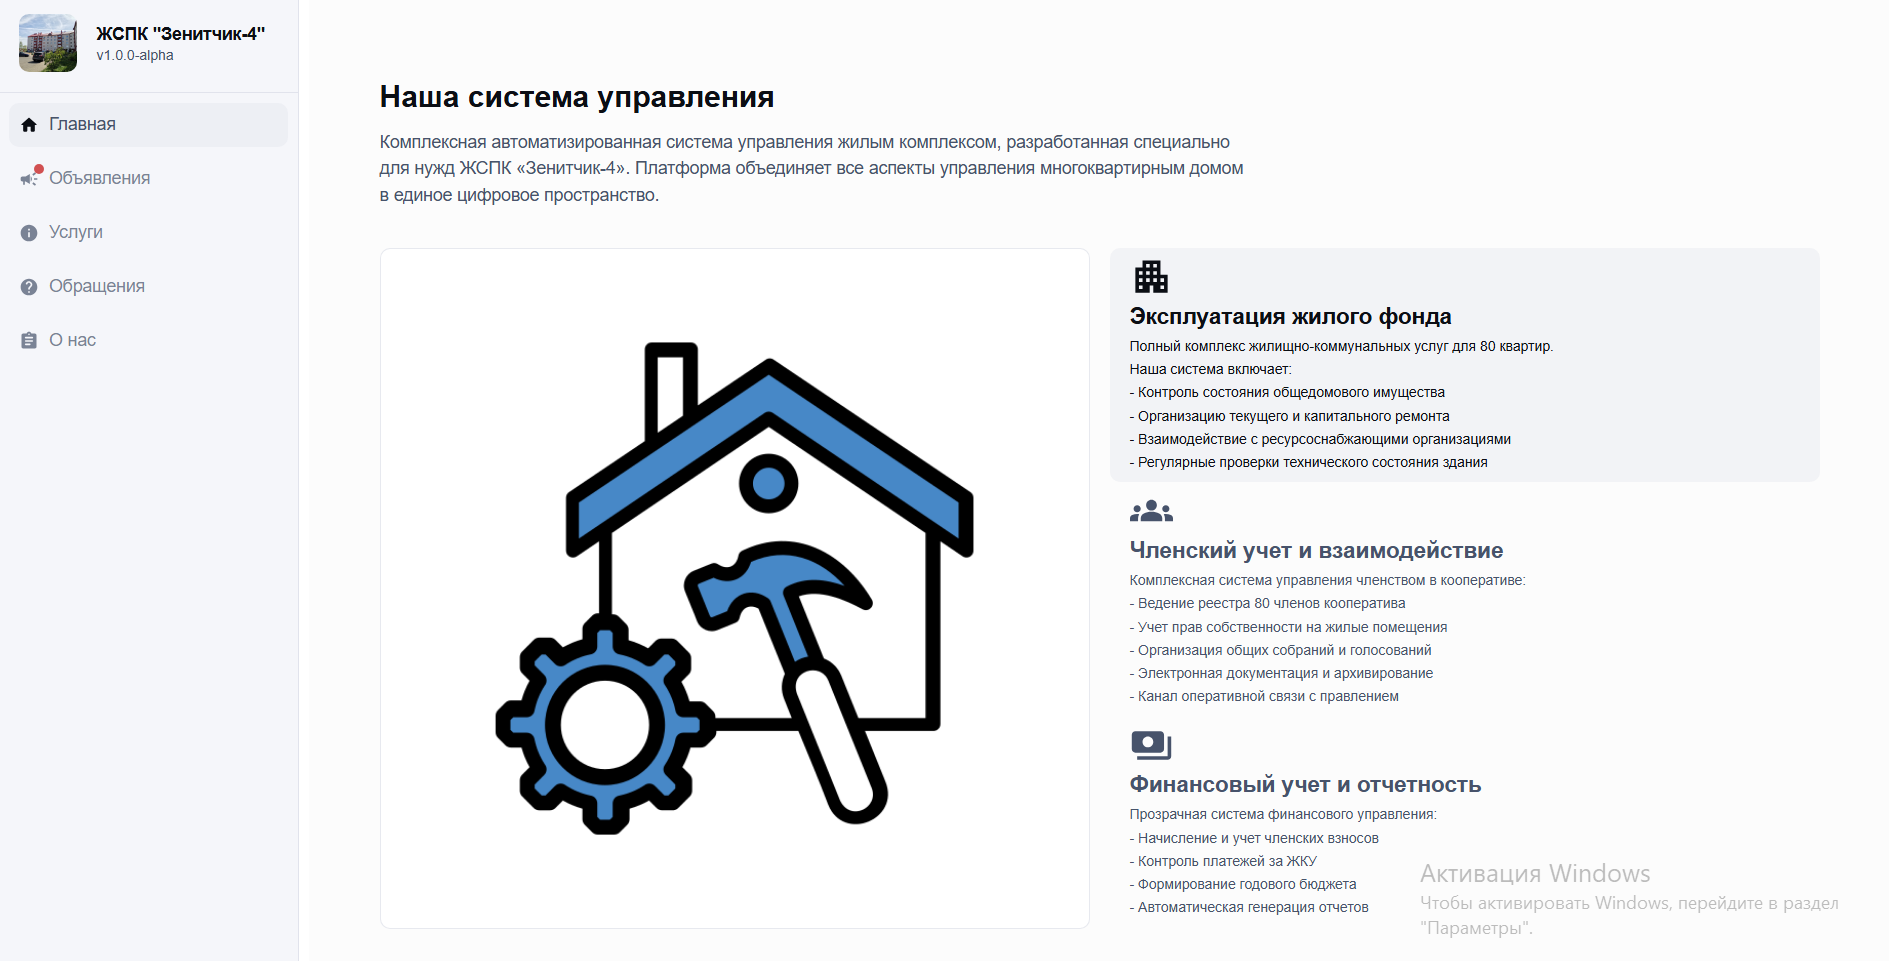 ЖСПК "Зенитчик-4"
v1.0.0-alpha
Главная
Объявления
Услуги
Обращения
О нас
Наша система управления
Комплексная автоматизированная система управления жилым комплексом, разработанная специально
для нужд ЖСПК «Зенитчик-4». Платформа объединяет все аспекты управления многоквартирным домом
в единое цифровое пространство.
Эксплуатация жилого фонда
Полный комплекс жилищно-коммунальных услуг для 80 квартир.
Наша система включает:
- Контроль состояния общедомового имущества
- Организацию текущего и капитального ремонта
- Взаимодействие с ресурсоснабжающими организациями
- Регулярные проверки технического состояния здания
Членский учет и взаимодействие
Комплексная система управления членством в кооперативе:
- Ведение реестра 80 членов кооператива
- Учет прав собственности на жилые помещения
- Организация общих собраний и голосований
- Электронная документация и архивирование
- Канал оперативной связи с правлением
Финансовый учет и отчетность
Прозрачная система финансового управления:
- Начисление и учет членских взносов
- Контроль платежей за ЖКУ
- Формирование годового бюджета
- Автоматическая генерация отчетов
Активация Windows
Чтобы активировать Windows, перейдите в раздел
"Параметры".